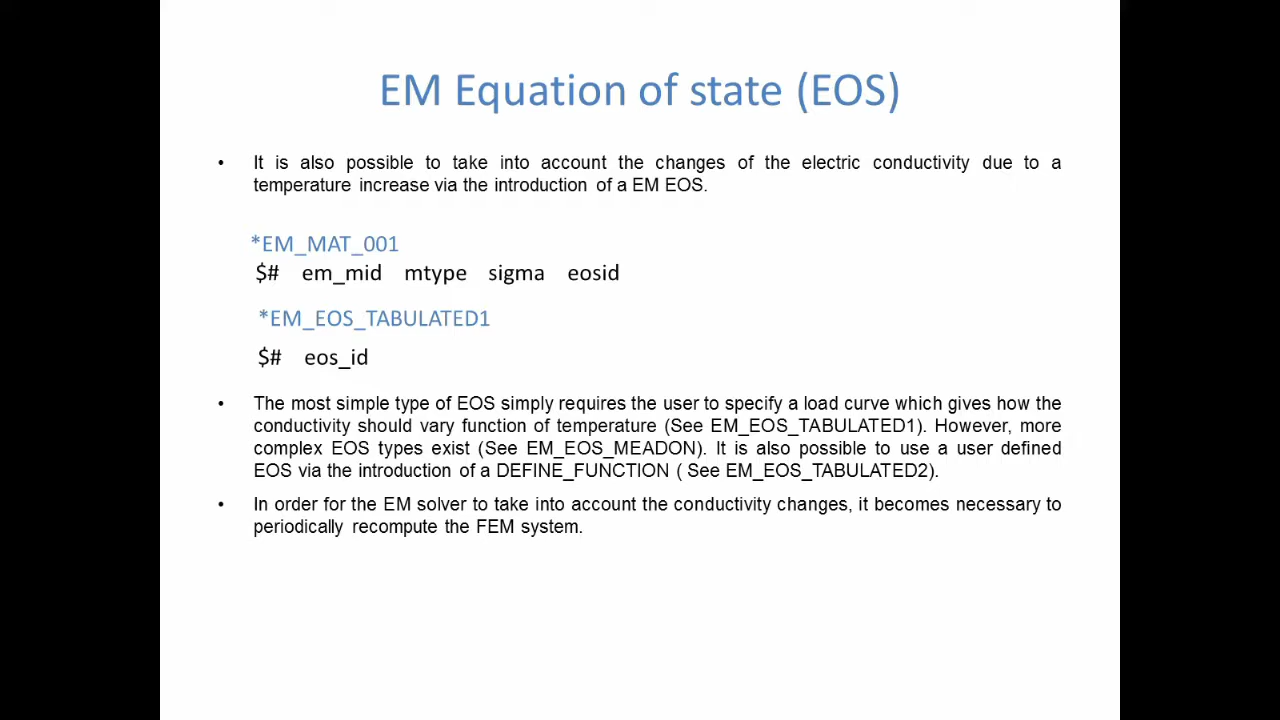 EM Equation of state (EOS)
• It is also possible to take into account the changes of the electric conductivity due to a
temperature increase via the introduction of a EM EOS.
*EM_MAT_001
$# em_mid mtype sigma eosid
*EM_EOS_TABULATED1
$# eos_id
• The most simple type of EOS simply requires the user to specify a load curve which gives how the
conductivity should vary function of temperature (See EM_EOS_TABULATED1). However, more
complex EOS types exist (See EM_EOS_MEADON). It is also possible to use a user defined
EOS via the introduction of a DEFINE_FUNCTION ( See EM_EOS_TABULATED2).
• In order for the EM solver to take into account the conductivity changes, it becomes necessary to
periodically recompute the FEM system.